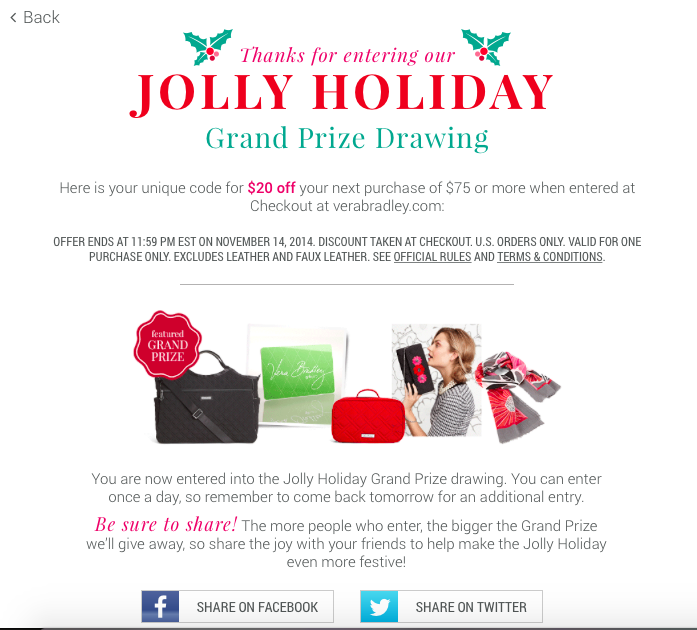 Back
Thanks for entering our
JOLLY HOLIDAY
Grand Prize Drawing
Here is your unique code for $20 off your next purchase of $75 or more when entered at
Checkout at verabradley.com:
OFFER ENDS AT 11:59 PM EST ON NOVEMBER 14, 2014. DISCOUNT TAKEN AT CHECKOUT. U.S. ORDERS ONLY. VALID FOR ONE
PURCHASE ONLY. EXCLUDES LEATHER AND FAUX LEATHER. SEE OFFICIAL RULES AND TERMS & CONDITIONS.
featured
GRAND
PRIZE
Vera Bradley
You are now entered into the Jolly Holiday Grand Prize drawing. You can enter
once a day, so remember to come back tomorrow for an additional entry.
Be sure to share! The more people who enter, the bigger the Grand Prize
we'll give away, so share the joy with your friends to help make the Jolly Holiday
even more festive!
SHARE ON FACEBOOK
SHARE ON TWITTER